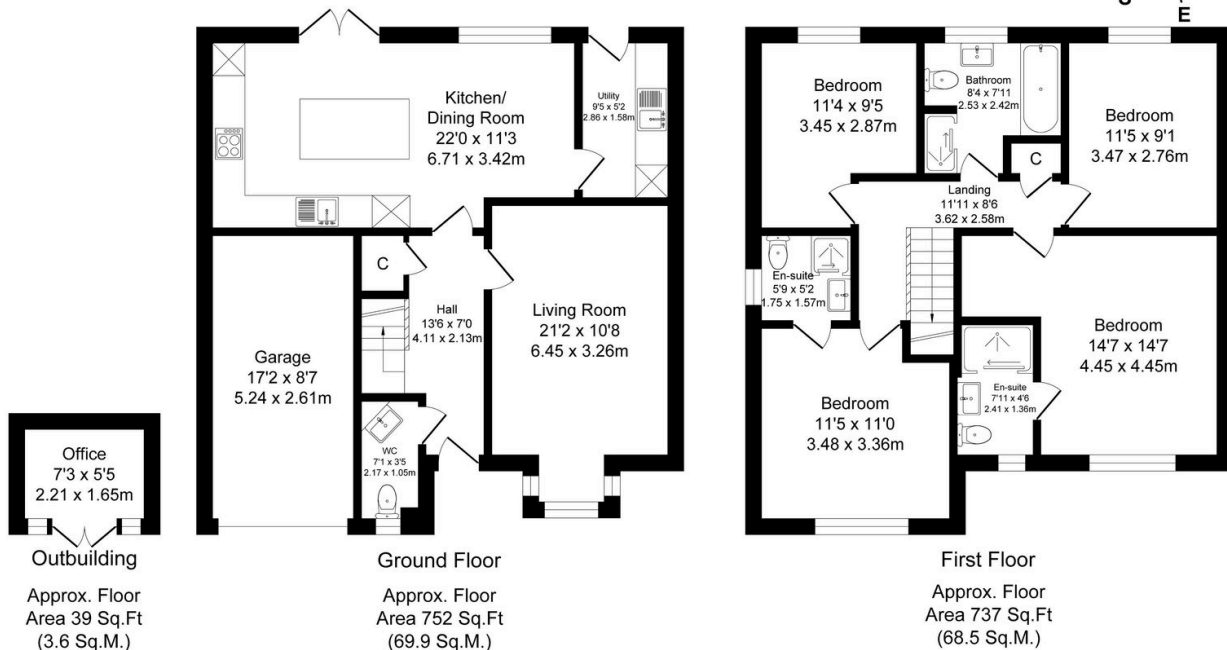 E
Kitchen/
Dining Room
22'0 x 11'3
6.71 x 3.42m
Utility
9'5 x 5'2
2.86 x 1.58m
C
Hall
13'6 x 7'0
4.11 x 2.13m
Living Room
21'2 x 10'8
6.45 x 3.26m
Garage
17'2 x 8'7
5.24 x 2.61m
WC
7'1 x 3'5
2.17 x 1.05m
Office
7'3 x 5'5
2.21 x 1.65m
Outbuilding
Approx. Floor
Area 39 Sq.Ft
(3.6 Sq.M.)
Ground Floor
Approx. Floor
Area 752 Sq.Ft
(69.9 Sq.M.)
Bedroom
11'4 x 9'5
3.45 x 2.87m
Bathroom
8'4 x 7'11
2.53 x 2.42m
Bedroom
11'5 x 9'1
3.47 x 2.76m
C
Landing
11'11 x 8'6
3.62 x 2.58m
En-suite
5'9 x 5'2
1.75 x 1.57m
Bedroom
14'7 x 14'7
4.45 x 4.45m
En-suite
7'11 x 4'6
2.41 x 1.36m
Bedroom
11'5 x 11'0
3.48 x 3.36m
First Floor
Approx. Floor
Area 737 Sq.Ft
(68.5 Sq.M.)